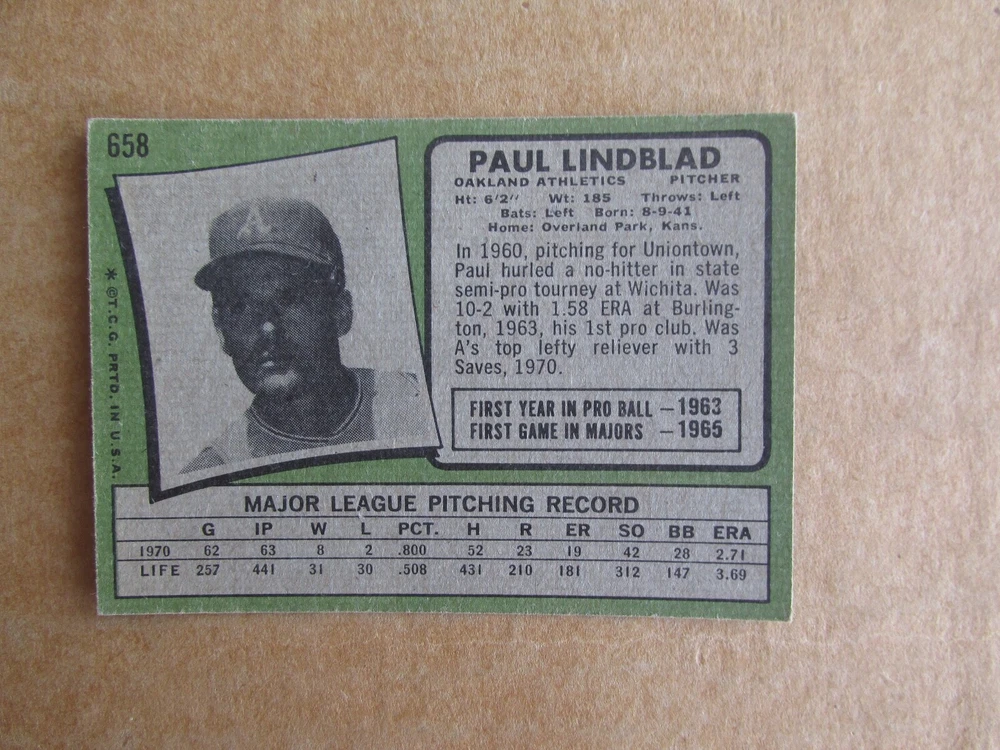 658
A
* ©T.C.G. PRTD. IN U.S.A.
PAUL LINDBLAD
OAKLAND ATHLETICS PITCHER
Ht: 6'2" Wt: 185 Throws: Left
Bats: Left Born: 8-9-41
Home: Overland Park, Kans.
In 1960, pitching for Uniontown,
Paul hurled a no-hitter in state
semi-pro tourney at Wichita. Was
10-2 with 1.58 ERA at Burling-
ton, 1963, his 1st pro club. Was
A's top lefty reliever with 3
Saves, 1970.
FIRST YEAR IN PRO BALL — 1963
FIRST GAME IN MAJORS — 1965
MAJOR LEAGUE PITCHING RECORD
G IP W L PCT. H R ER SO BB ERA
1970 62 63 8 2 .800 52 23 19 42 28 2.71
LIFE 257 441 31 30 .508 431 210 181 312 147 3.69